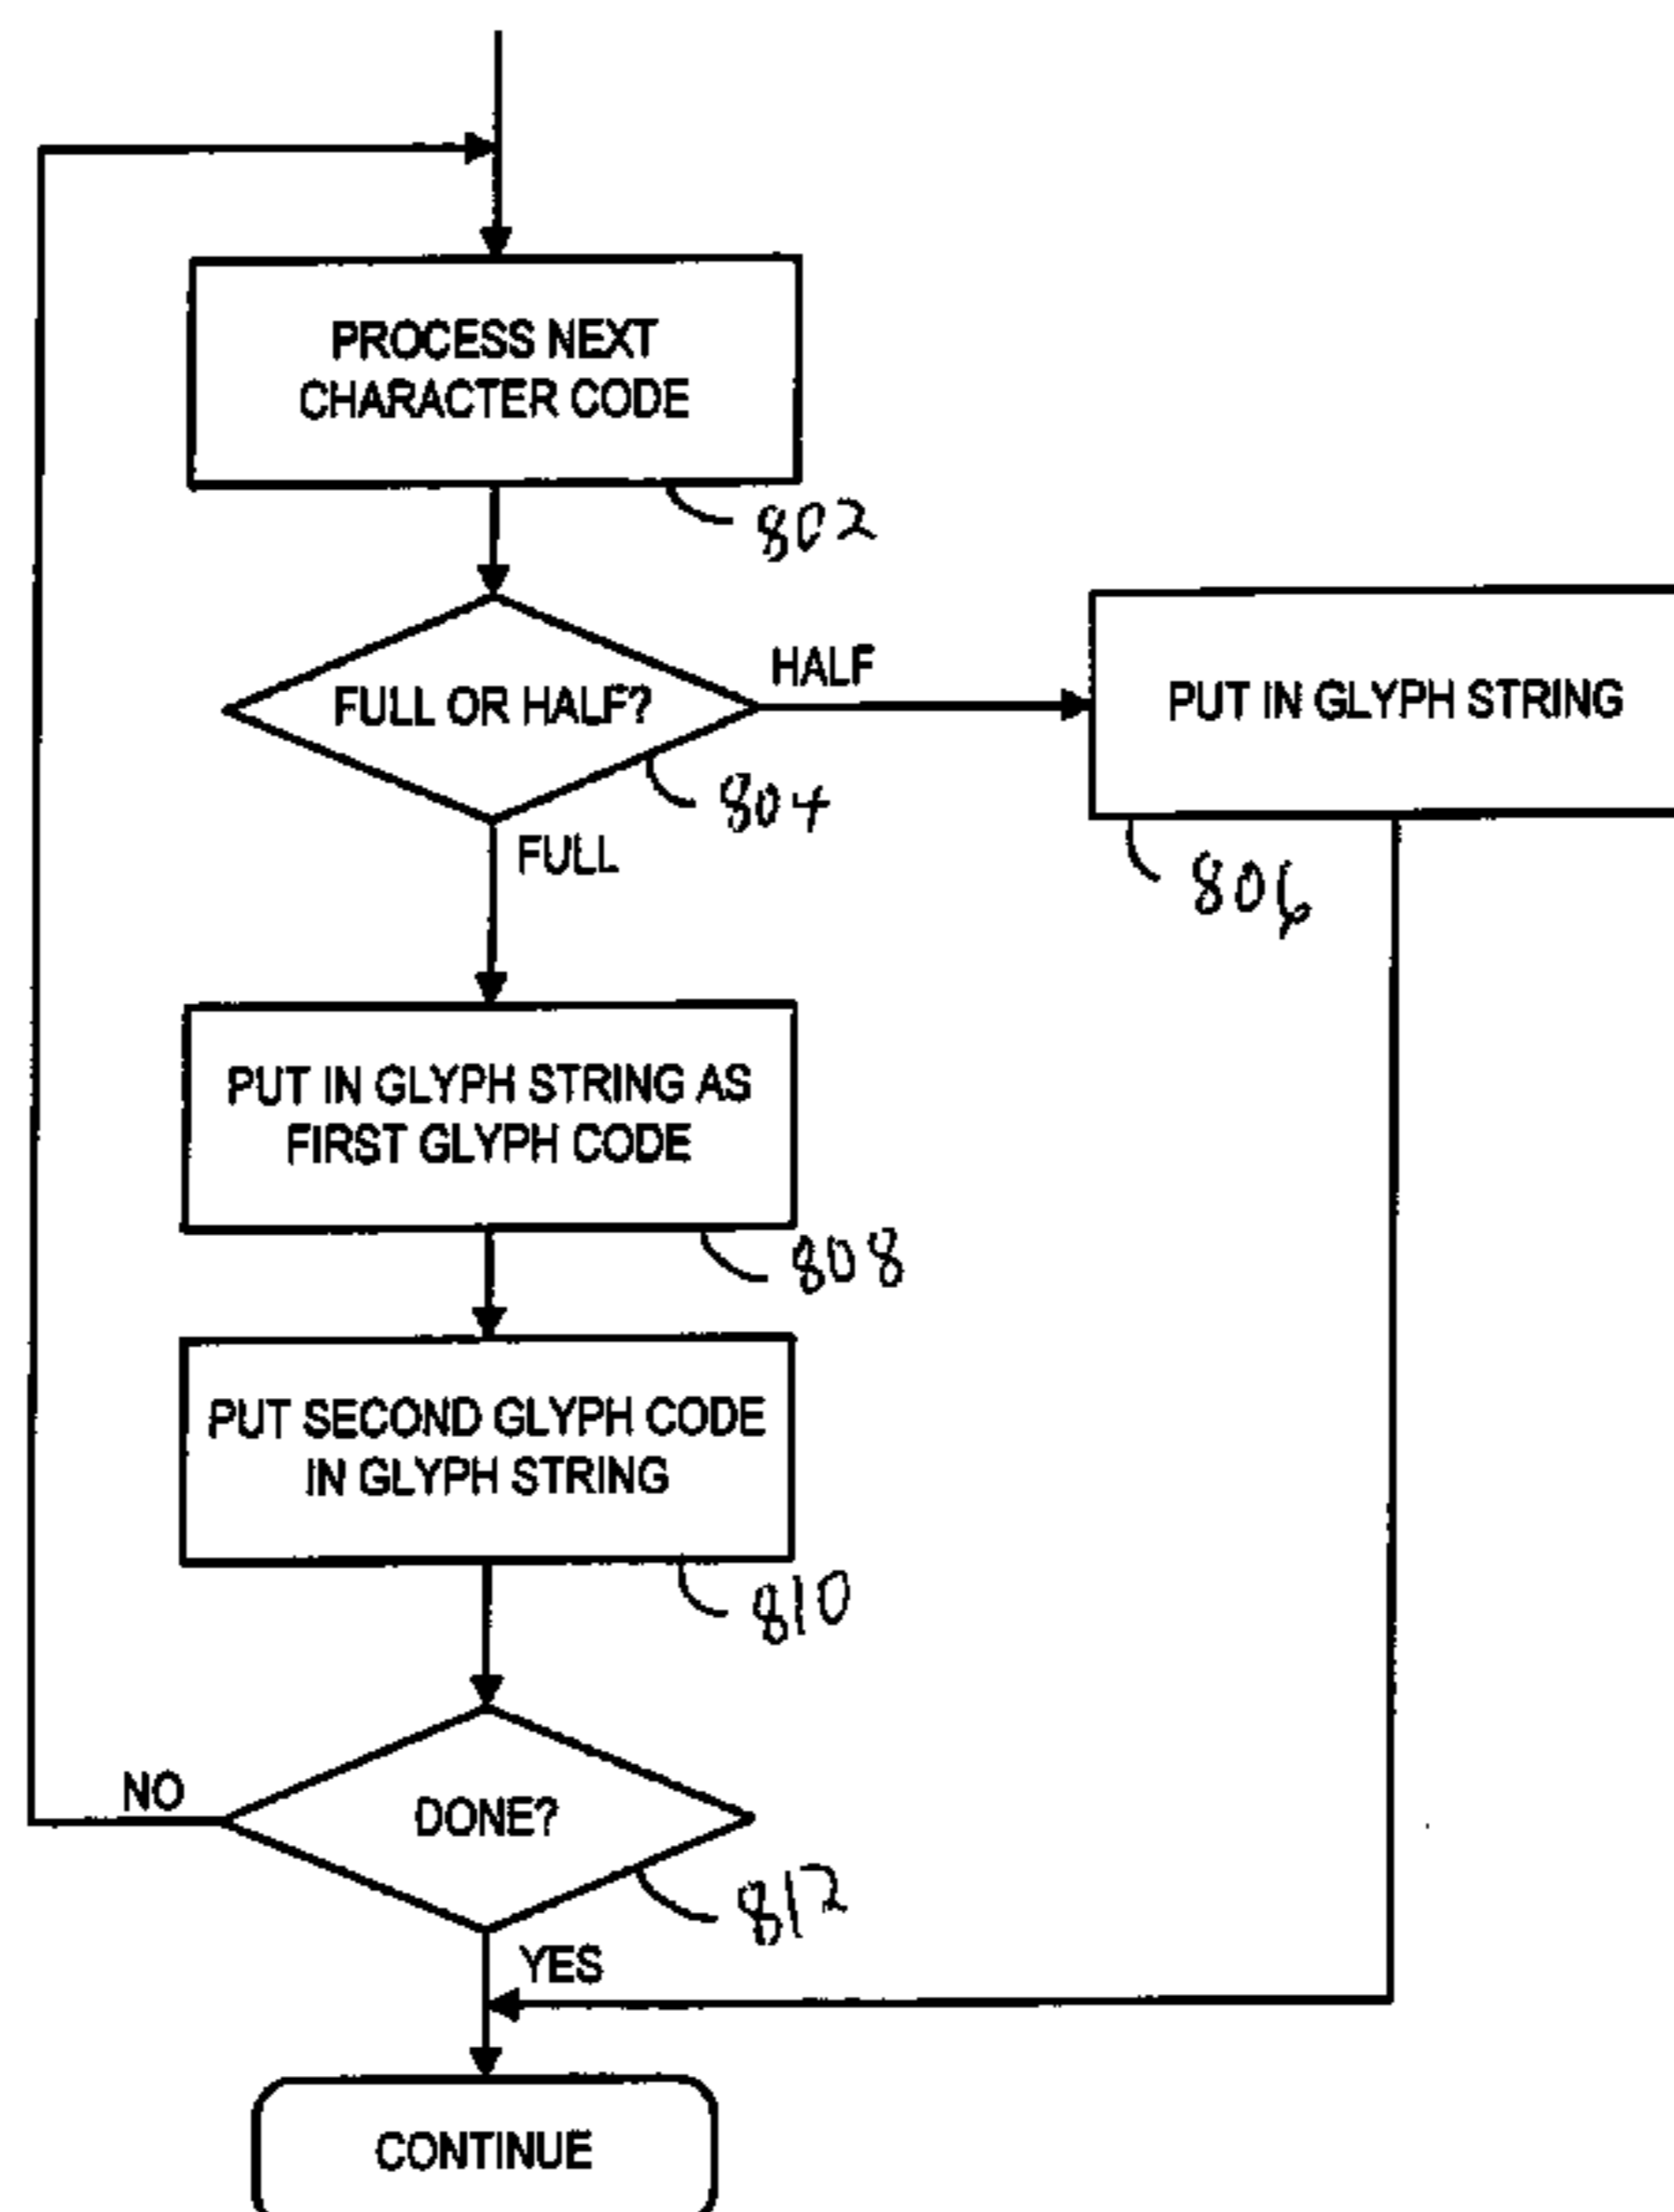 PROCESS NEXT
CHARACTER CODE
802
FULL OR HALF?
HALF
804
FULL
PUT IN GLYPH STRING
806
PUT IN GLYPH STRING AS
FIRST GLYPH CODE
808
PUT SECOND GLYPH CODE
IN GLYPH STRING
810
NO
DONE?
812
YES
CONTINUE